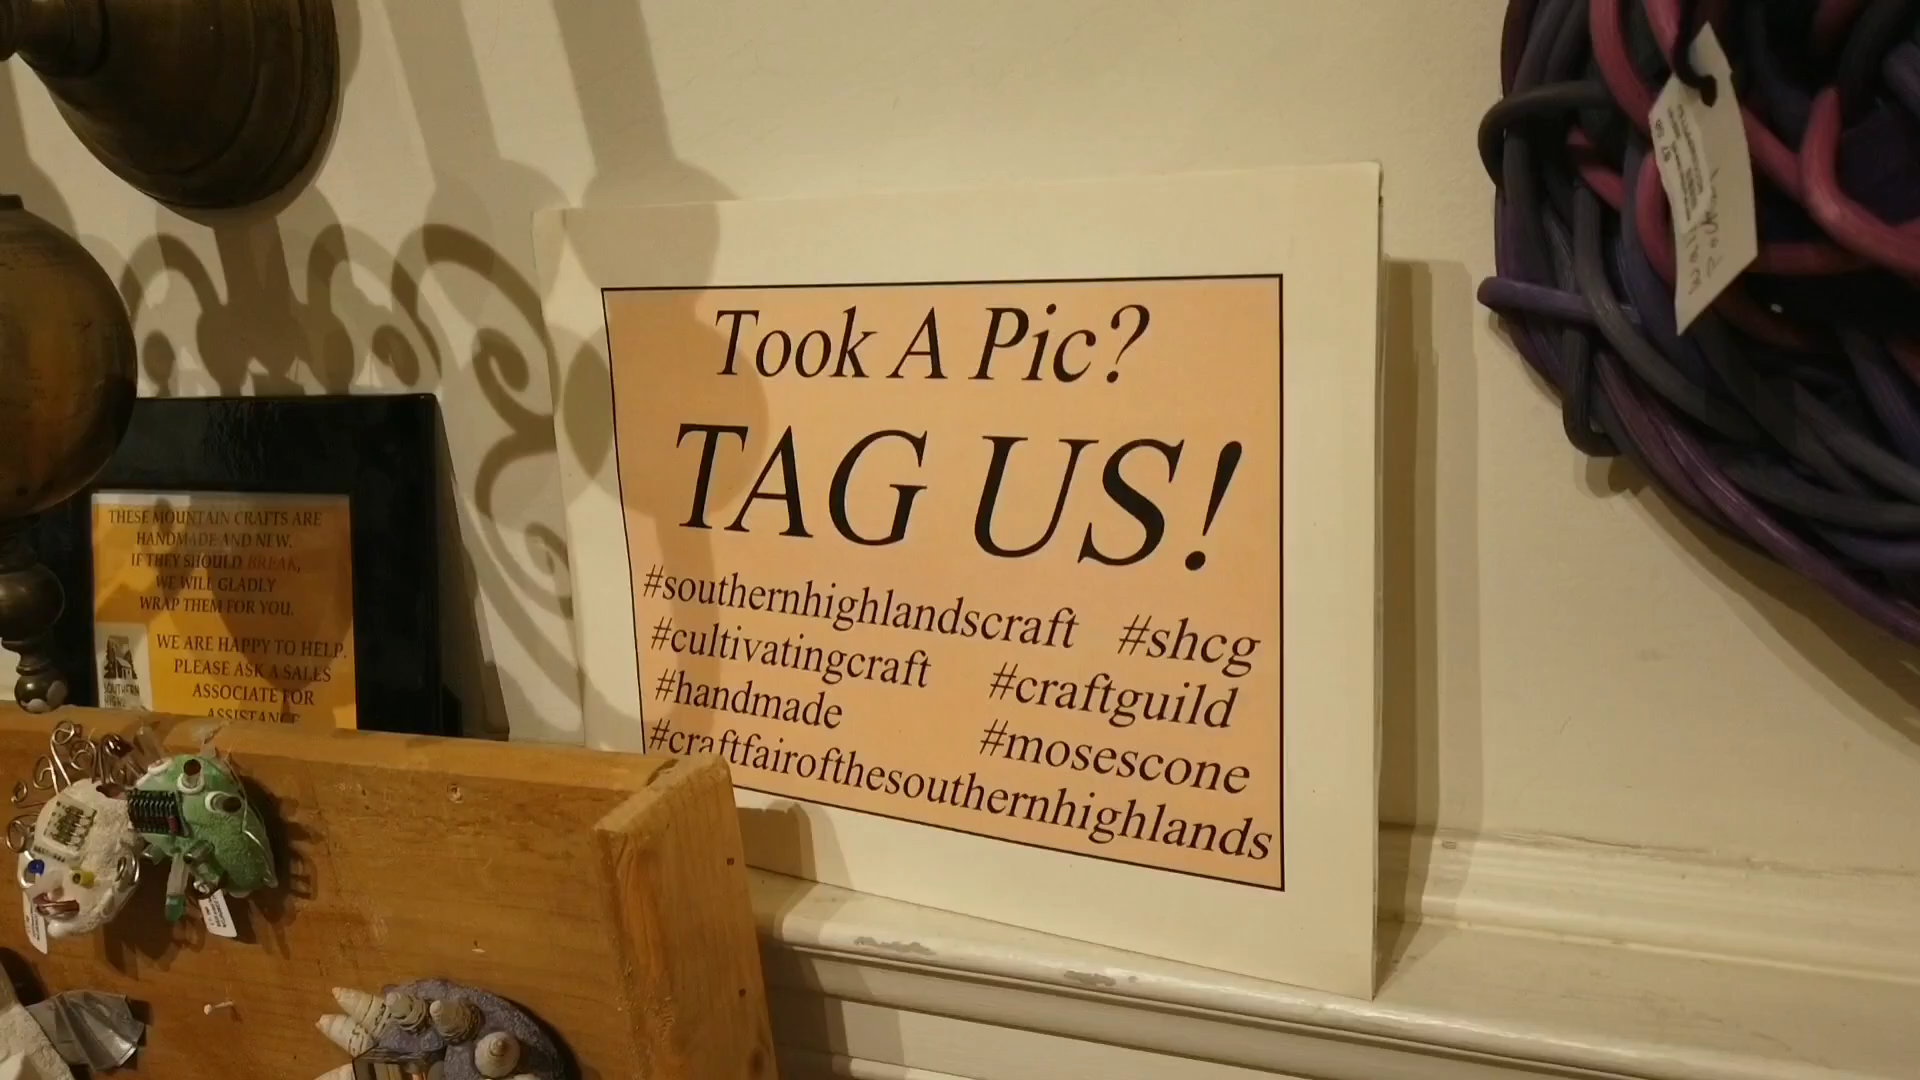 Took A Pic?
TAG US!
#southernhighlandscraft #shcg
#cultivatingcraft #craftguild
#handmade #mosescone
#craftfairofthesouthernhighlands
THESE MOUNTAIN CRAFTS ARE
HANDMADE AND NEW.
IF THEY SHOULD BREAK,
WE WILL GLADLY
WRAP THEM FOR YOU.
WE ARE HAPPY TO HELP.
PLEASE ASK A SALES
ASSOCIATE FOR
ASSISTANCE
SOUTHERN